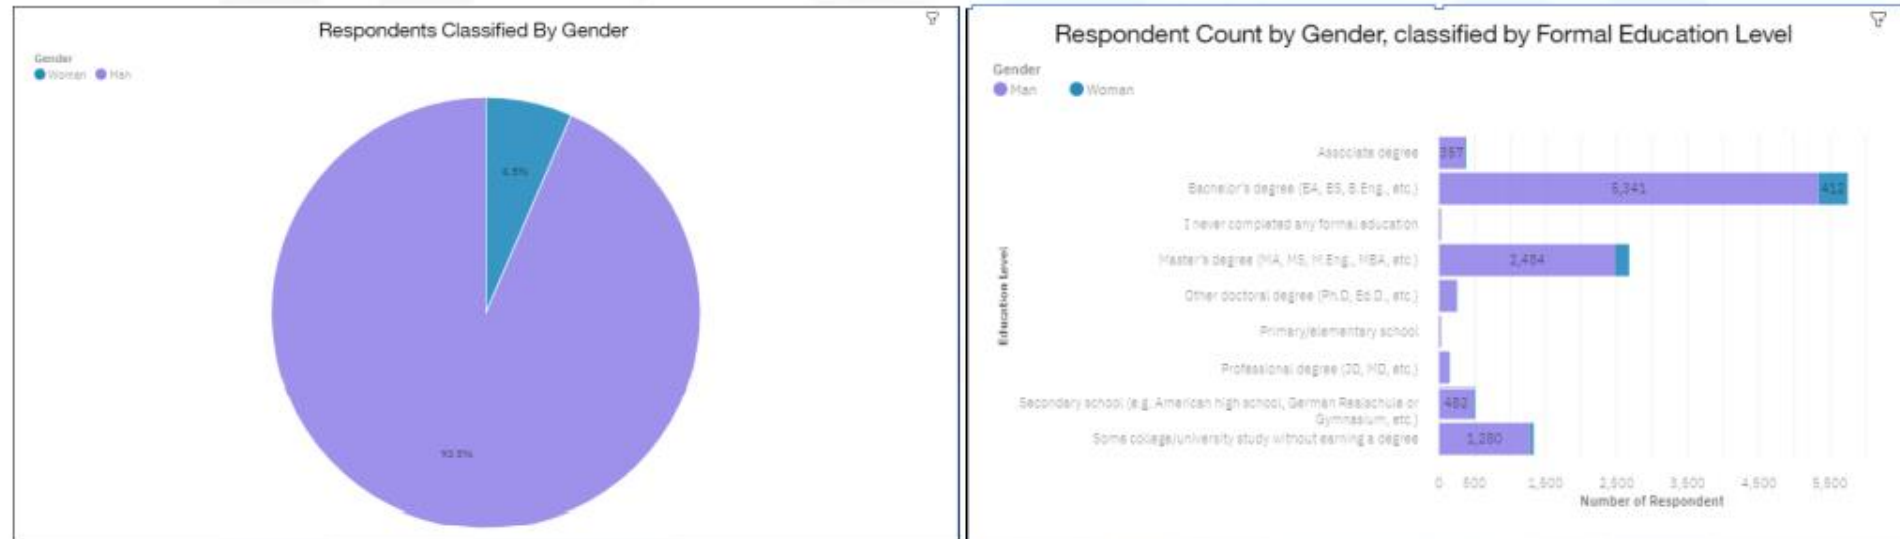 Respondents Classified By Gender
Gender
Woman Man
6.5%
93.5%
Respondent Count by Gender, classified by Formal Education Level
Gender
Man Woman
Education Level
Associate degree 357
Bachelor's degree (BA, BS, B.Eng., etc.) 5,341 412
I never completed any formal education
Master's degree (MA, MS, M.Eng., MBA, etc.) 2,484
Other doctoral degree (Ph.D, Ed.D., etc.)
Primary/elementary school
Professional degree (JD, MD, etc.)
Secondary school (e.g. American high school, German Realschule or
Gymnasium, etc.)
482
Some college/university study without earning a degree 1,280
0 500 1,500 2,500 3,500 4,500 5,500
Number of Respondent